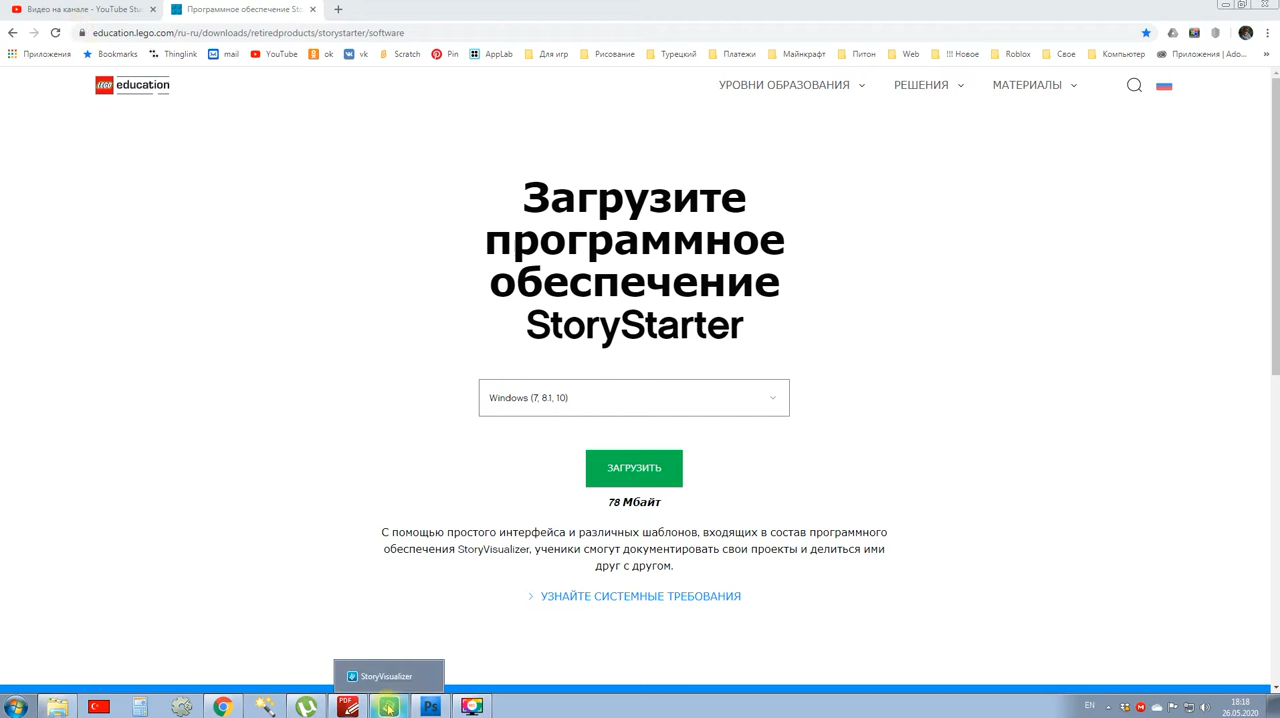 Видео на канале - YouTube Stu
Программное обеспечение Sto
education.lego.com/ru-ru/downloads/retiredproducts/storystarter/software
Приложения Bookmarks Thinglink mail YouTube ok vk Scratch Pin AppLab Для игр Рисование Турецкий Платежи Майнкрафт Питон Web !!! Новое Roblox Свое Компьютер Приложения | Ado... »
LEGO education УРОВНИ ОБРАЗОВАНИЯ РЕШЕНИЯ МАТЕРИАЛЫ
Загрузите
программное
обеспечение
StoryStarter
Windows (7, 8.1, 10)
ЗАГРУЗИТЬ
78 Мбайт
С помощью простого интерфейса и различных шаблонов, входящих в состав программного
обеспечения StoryVisualizer, ученики смогут документировать свои проекты и делиться ими
друг с другом.
УЗНАЙТЕ СИСТЕМНЫЕ ТРЕБОВАНИЯ
StoryVisualizer
PDF Ps EN 18:18
26.05.2020